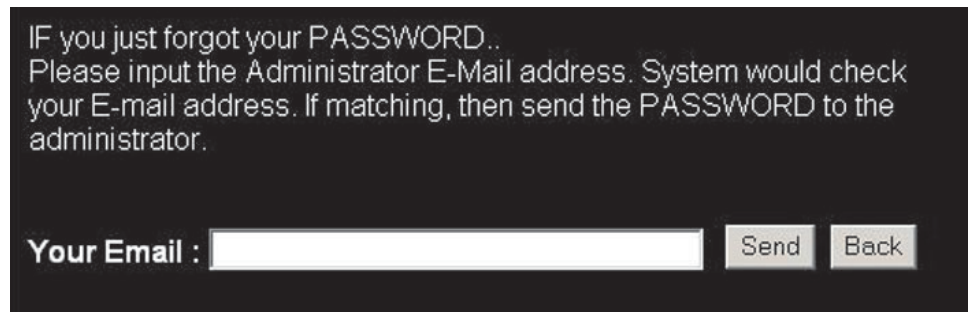 IF you just forgot your PASSWORD..
Please input the Administrator E-Mail address. System would check
your E-mail address. If matching, then send the PASSWORD to the
administrator.
Your Email : Send Back